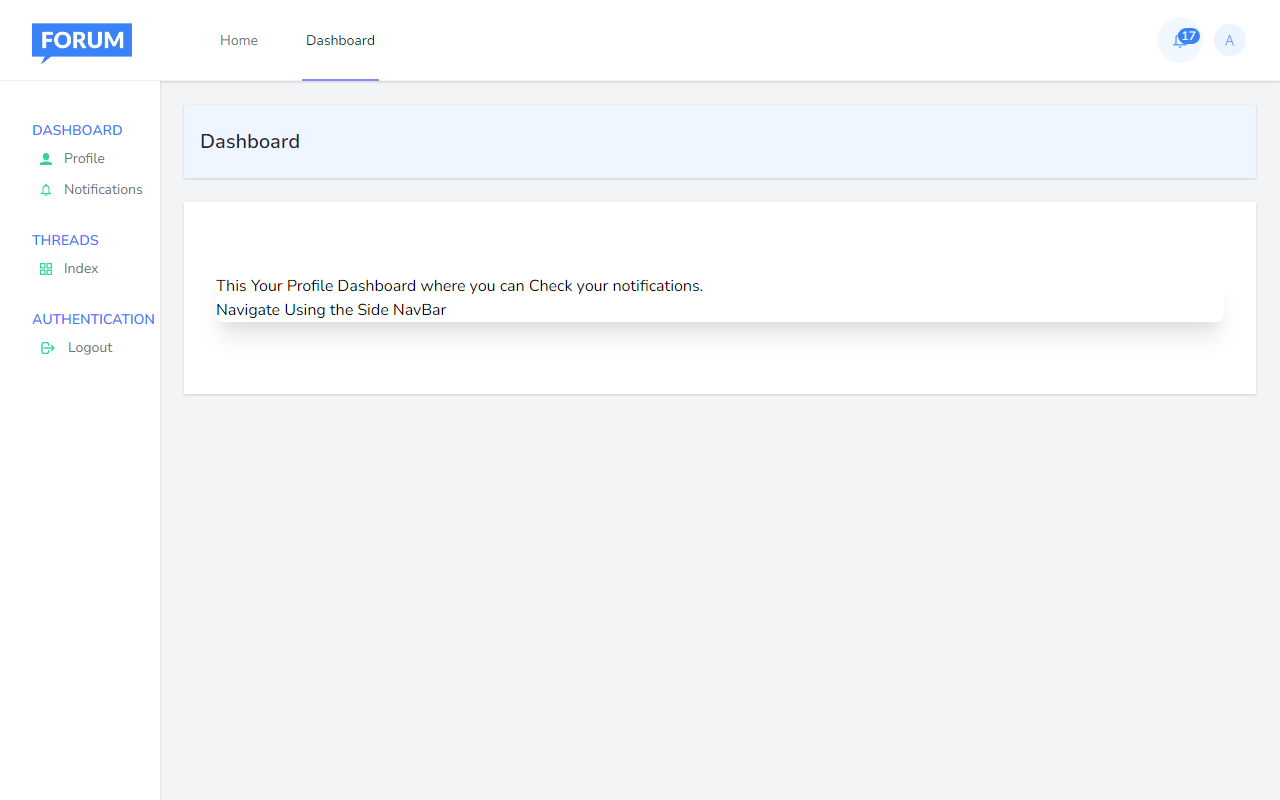 FORUM
Home
Dashboard
17
A
DASHBOARD
Profile
Notifications
THREADS
Index
AUTHENTICATION
Logout
Dashboard
This Your Profile Dashboard where you can Check your notifications.
Navigate Using the Side NavBar